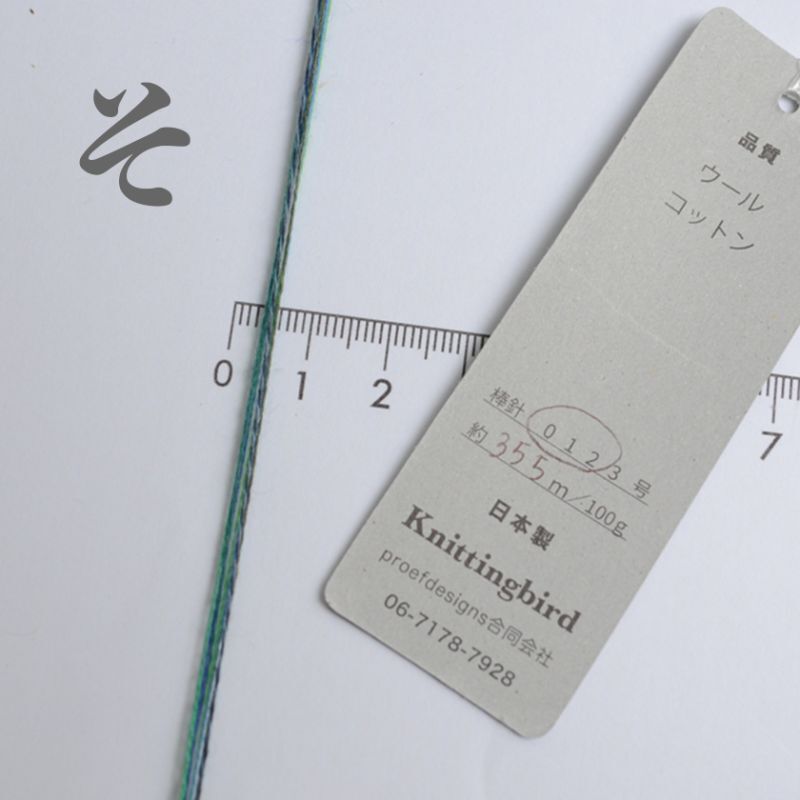 そ
0 1 2 7
品質
ウール
コットン
棒針 0 1 2 3 号
約 355 m/100g
日本製
Knittingbird
proefdesigns合同会社
06-7178-7928